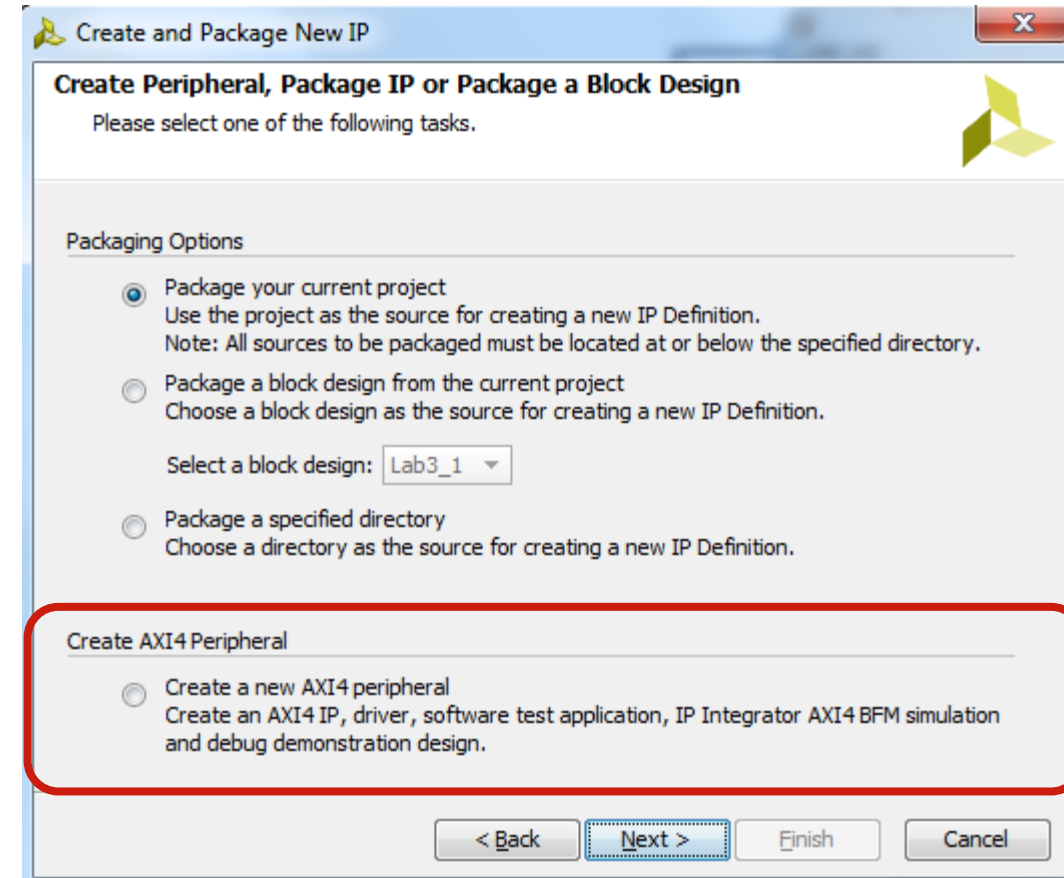 Create and Package New IP
Create Peripheral, Package IP or Package a Block Design
Please select one of the following tasks.
Packaging Options
Package your current project
Use the project as the source for creating a new IP Definition.
Note: All sources to be packaged must be located at or below the specified directory.
Package a block design from the current project
Choose a block design as the source for creating a new IP Definition.
Select a block design: Lab3_1
Package a specified directory
Choose a directory as the source for creating a new IP Definition.
Create AXI4 Peripheral
Create a new AXI4 peripheral
Create an AXI4 IP, driver, software test application, IP Integrator AXI4 BFM simulation
and debug demonstration design.
< Back Next > Finish Cancel